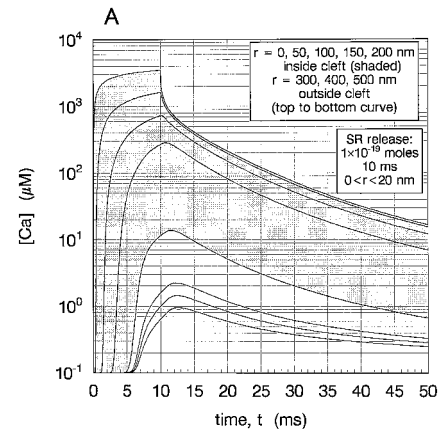 A
r = 0, 50, 100, 150, 200 nm
inside cleft (shaded)
r = 300, 400, 500 nm
outside cleft
(top to bottom curve)
SR release:
1×10⁻¹⁹ moles
10 ms
0<r<20 nm
[Ca] (μM)
10⁴
10³
10²
10¹
10⁰
10⁻¹
0 5 10 15 20 25 30 35 40 45 50
time, t (ms)